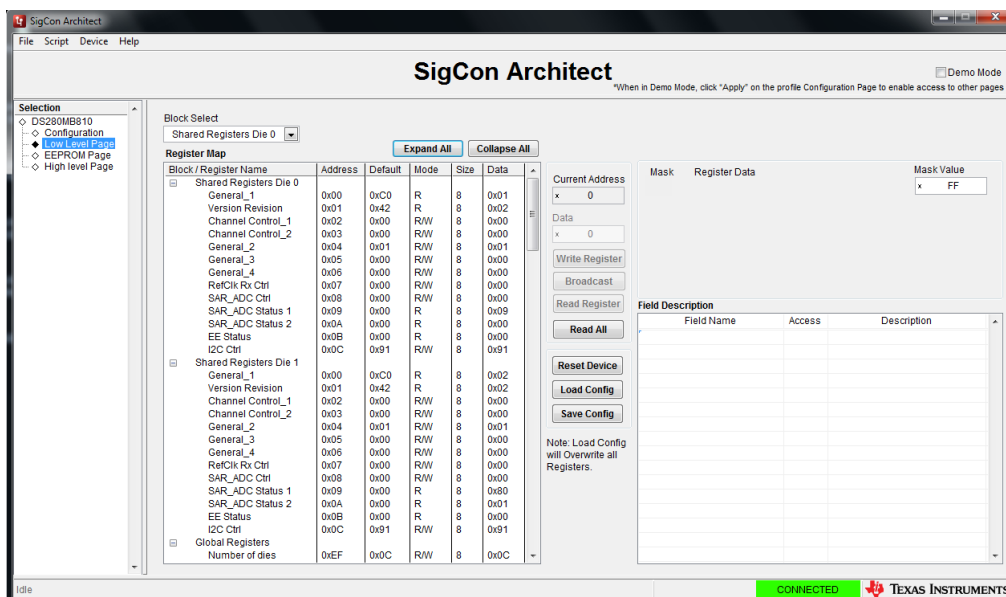 SigCon Architect
File Script Device Help
SigCon Architect
Demo Mode
*When in Demo Mode, click "Apply" on the profile Configuration Page to enable access to other pages
Selection
DS280MB810
Configuration
Low Level Page
EEPROM Page
High level Page
Block Select
Shared Registers Die 0
Register Map
Expand All
Collapse All
Block / Register Name Address Default Mode Size Data
Shared Registers Die 0
General_1 0x00 0xC0 R 8 0x01
Version Revision 0x01 0x42 R 8 0x02
Channel Control_1 0x02 0x00 R/W 8 0x00
Channel Control_2 0x03 0x00 R/W 8 0x00
General_2 0x04 0x01 R/W 8 0x01
General_3 0x05 0x00 R/W 8 0x00
General_4 0x06 0x00 R/W 8 0x00
RefClk Rx Ctrl 0x07 0x00 R/W 8 0x00
SAR_ADC Ctrl 0x08 0x00 R/W 8 0x00
SAR_ADC Status 1 0x09 0x00 R 8 0x09
SAR_ADC Status 2 0x0A 0x00 R 8 0x00
EE Status 0x0B 0x00 R 8 0x00
I2C Ctrl 0x0C 0x91 R/W 8 0x91
Shared Registers Die 1
General_1 0x00 0xC0 R 8 0x02
Version Revision 0x01 0x42 R 8 0x02
Channel Control_1 0x02 0x00 R/W 8 0x00
Channel Control_2 0x03 0x00 R/W 8 0x00
General_2 0x04 0x01 R/W 8 0x01
General_3 0x05 0x00 R/W 8 0x00
General_4 0x06 0x00 R/W 8 0x00
RefClk Rx Ctrl 0x07 0x00 R/W 8 0x00
SAR_ADC Ctrl 0x08 0x00 R/W 8 0x00
SAR_ADC Status 1 0x09 0x00 R 8 0x80
SAR_ADC Status 2 0x0A 0x00 R 8 0x01
EE Status 0x0B 0x00 R 8 0x00
I2C Ctrl 0x0C 0x91 R/W 8 0x91
Global Registers
Number of dies 0xEF 0x0C R/W 8 0x0C
Current Address
x 0
Data
x 0
Write Register
Broadcast
Read Register
Read All
Reset Device
Load Config
Save Config
Note: Load Config
will Overwrite all
Registers.
Mask Register Data
Mask Value
x FF
Field Description
Field Name Access Description
Idle
CONNECTED
TEXAS INSTRUMENTS